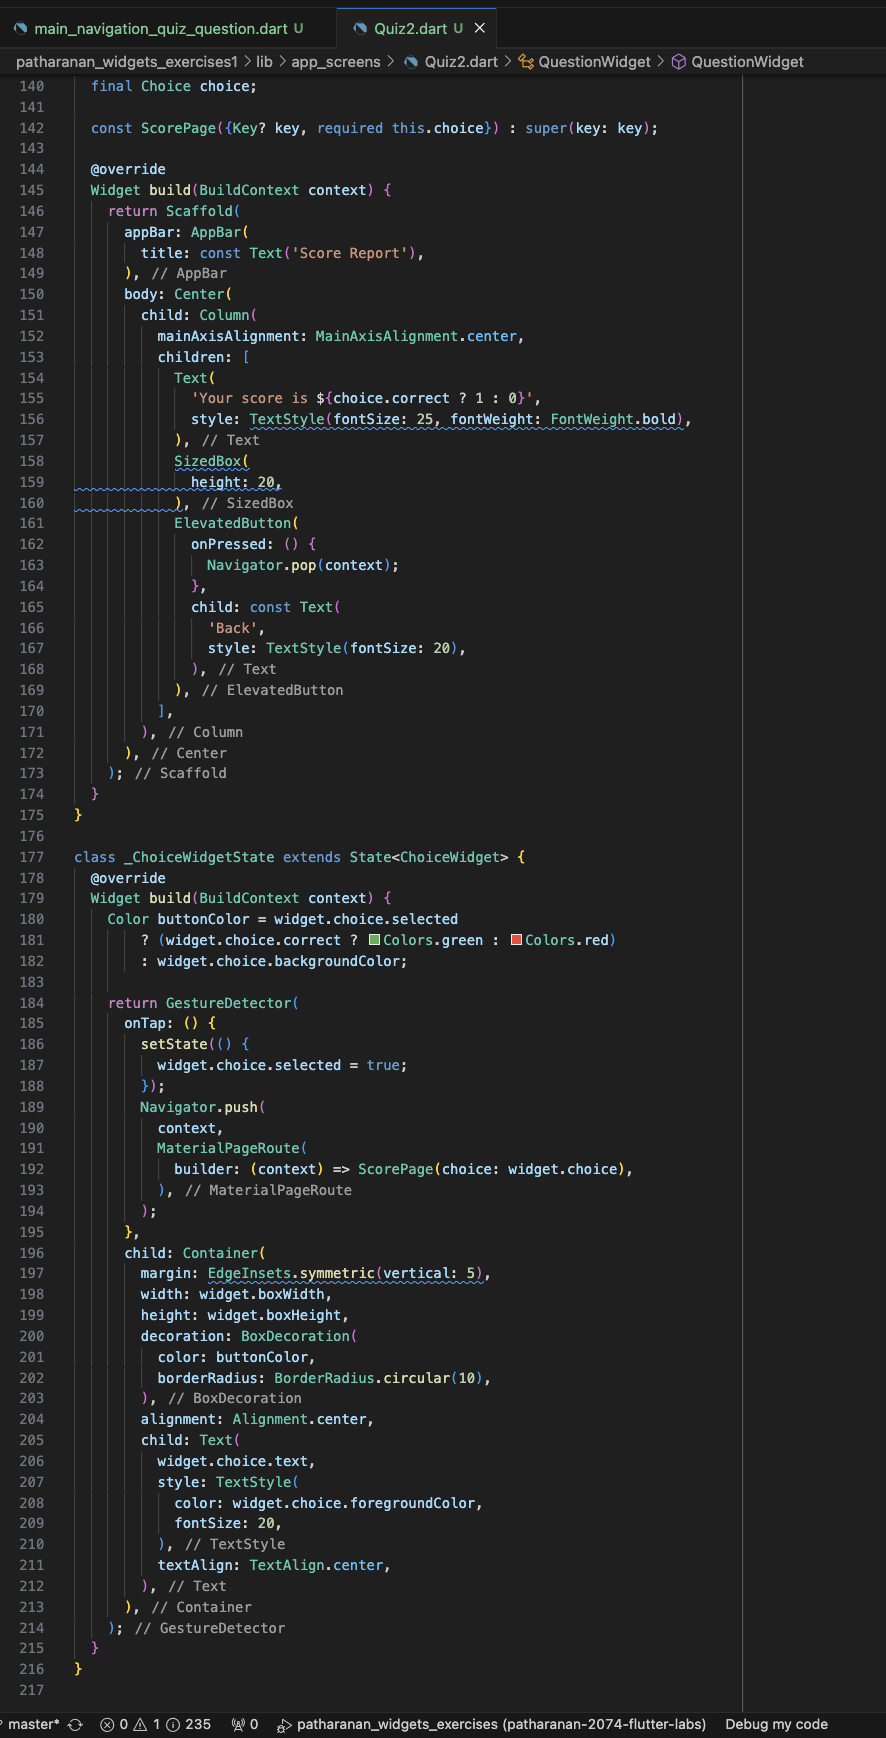 main_navigation_quiz_question.dart U
Quiz2.dart U ×
patharanan_widgets_exercises1 > lib > app_screens > Quiz2.dart > QuestionWidget > QuestionWidget
140 final Choice choice;
141
142 const ScorePage({Key? key, required this.choice}) : super(key: key);
143
144 @override
145 Widget build(BuildContext context) {
146 return Scaffold(
147 appBar: AppBar(
148 title: const Text('Score Report'),
149 ), // AppBar
150 body: Center(
151 child: Column(
152 mainAxisAlignment: MainAxisAlignment.center,
153 children: [
154 Text(
155 'Your score is ${choice.correct ? 1 : 0}',
156 style: TextStyle(fontSize: 25, fontWeight: FontWeight.bold),
157 ), // Text
158 SizedBox(
159 height: 20,
160 ), // SizedBox
161 ElevatedButton(
162 onPressed: () {
163 Navigator.pop(context);
164 },
165 child: const Text(
166 'Back',
167 style: TextStyle(fontSize: 20),
168 ), // Text
169 ), // ElevatedButton
170 ],
171 ), // Column
172 ), // Center
173 ); // Scaffold
174 }
175 }
176
177 class _ChoiceWidgetState extends State<ChoiceWidget> {
178 @override
179 Widget build(BuildContext context) {
180 Color buttonColor = widget.choice.selected
181 ? (widget.choice.correct ? Colors.green : Colors.red)
182 : widget.choice.backgroundColor;
183
184 return GestureDetector(
185 onTap: () {
186 setState(() {
187 widget.choice.selected = true;
188 });
189 Navigator.push(
190 context,
191 MaterialPageRoute(
192 builder: (context) => ScorePage(choice: widget.choice),
193 ), // MaterialPageRoute
194 );
195 },
196 child: Container(
197 margin: EdgeInsets.symmetric(vertical: 5),
198 width: widget.boxWidth,
199 height: widget.boxHeight,
200 decoration: BoxDecoration(
201 color: buttonColor,
202 borderRadius: BorderRadius.circular(10),
203 ), // BoxDecoration
204 alignment: Alignment.center,
205 child: Text(
206 widget.choice.text,
207 style: TextStyle(
208 color: widget.choice.foregroundColor,
209 fontSize: 20,
210 ), // TextStyle
211 textAlign: TextAlign.center,
212 ), // Text
213 ), // Container
214 ); // GestureDetector
215 }
216 }
217
master* 0 1 235 0 patharanan_widgets_exercises (patharanan-2074-flutter-labs) Debug my code